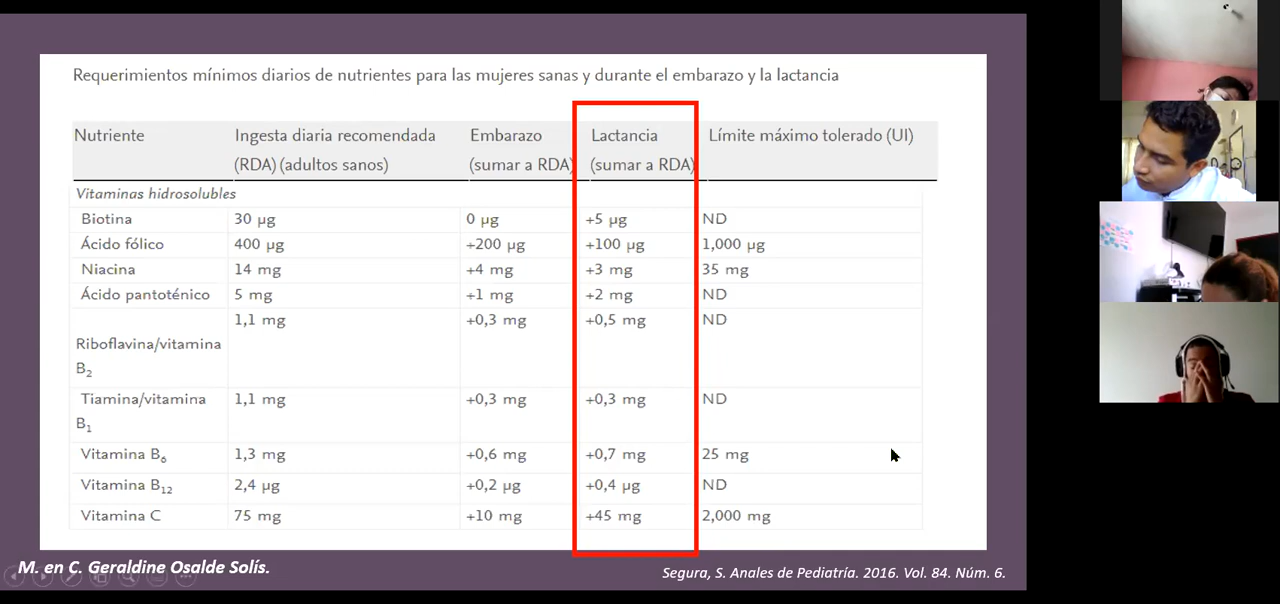 Requerimientos mínimos diarios de nutrientes para las mujeres sanas y durante el embarazo y la lactancia
Nutriente Ingesta diaria recomendada (RDA) (adultos sanos) Embarazo (sumar a RDA) Lactancia (sumar a RDA) Límite máximo tolerado (UI)
Vitaminas hidrosolubles
Biotina 30 µg 0 µg +5 µg ND
Ácido fólico 400 µg +200 µg +100 µg 1,000 µg
Niacina 14 mg +4 mg +3 mg 35 mg
Ácido pantoténico 5 mg +1 mg +2 mg ND
Riboflavina/vitamina B₂ 1,1 mg +0,3 mg +0,5 mg ND
Tiamina/vitamina B₁ 1,1 mg +0,3 mg +0,3 mg ND
Vitamina B₆ 1,3 mg +0,6 mg +0,7 mg 25 mg
Vitamina B₁₂ 2,4 µg +0,2 µg +0,4 µg ND
Vitamina C 75 mg +10 mg +45 mg 2,000 mg
M. en C. Geraldine Osalde Solís.
Segura, S. Anales de Pediatría. 2016. Vol. 84. Núm. 6.